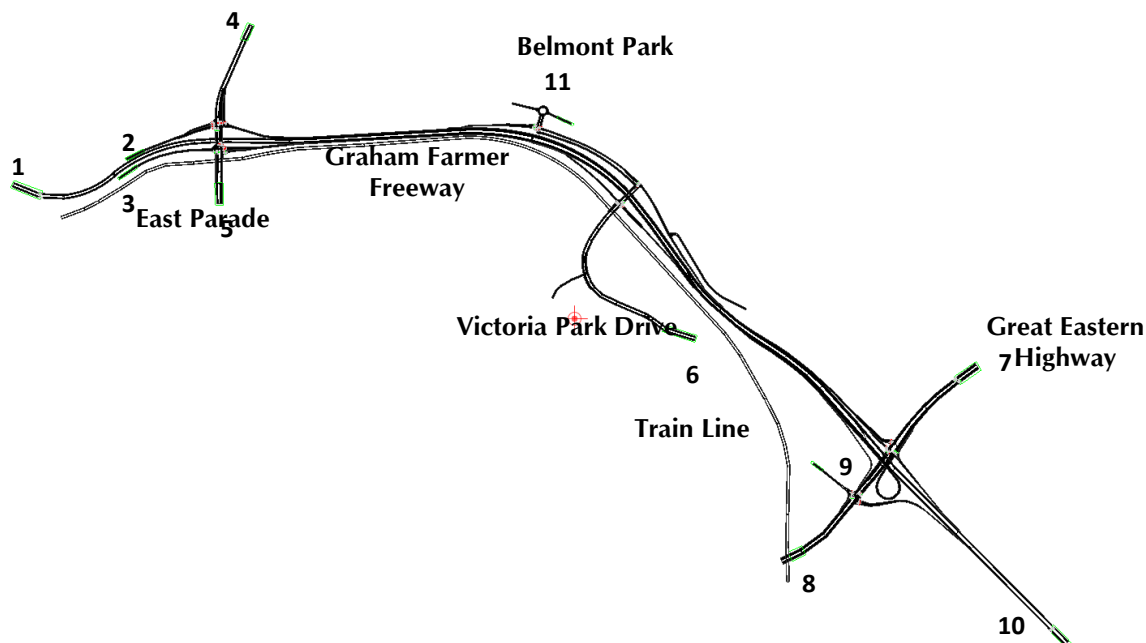 4
Belmont Park
11
2
1
Graham Farmer
Freeway
3
East Parade
5
Victoria Park Drive
Great Eastern
Highway
7
6
Train Line
9
8
10